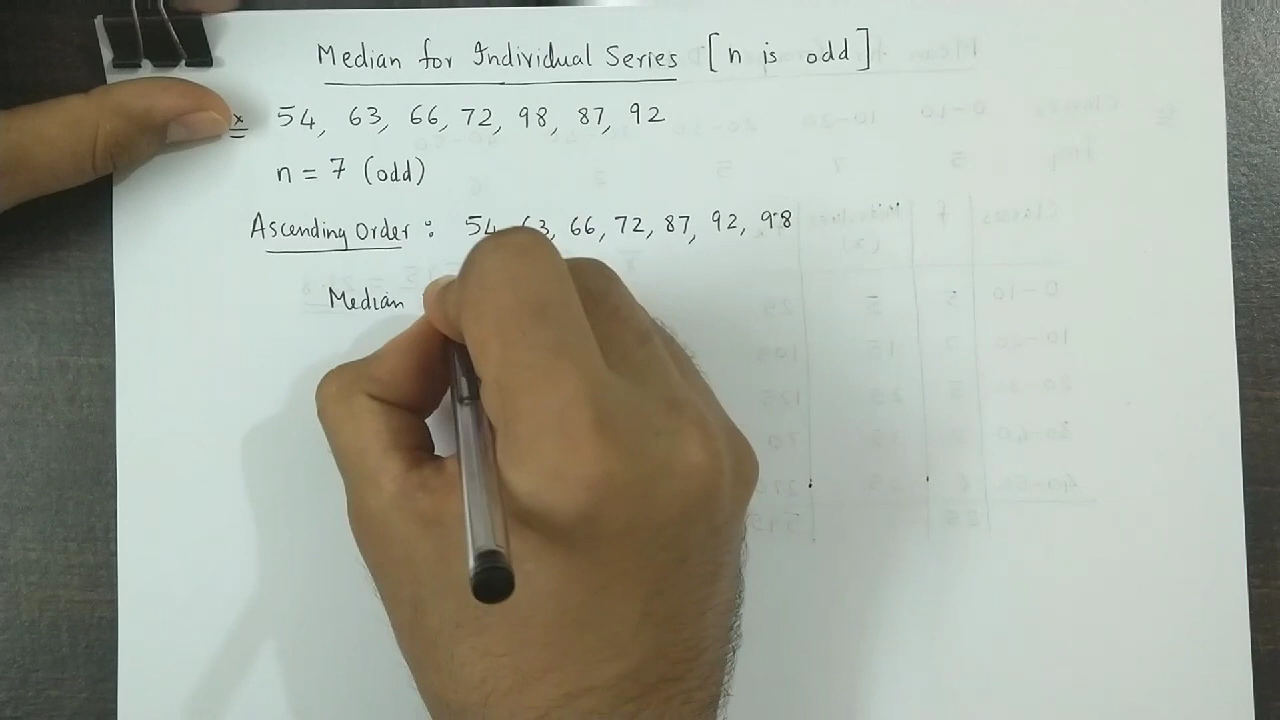 Median for Individual Series [n is odd]
x 54, 63, 66, 72, 98, 87, 92
n = 7 (odd)
Ascending Order : 54, 63, 66, 72, 87, 92, 98
Median